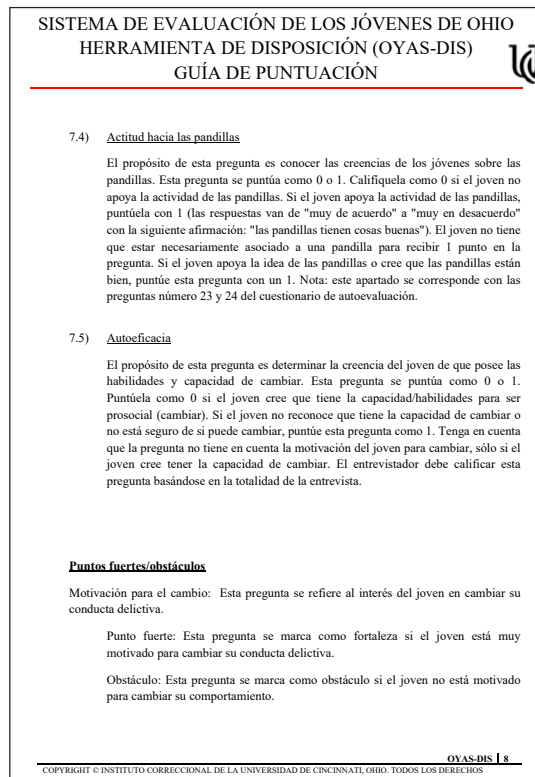 SISTEMA DE EVALUACIÓN DE LOS JÓVENES DE OHIO
HERRAMIENTA DE DISPOSICIÓN (OYAS-DIS)
GUÍA DE PUNTUACIÓN
7.4) Actitud hacia las pandillas
El propósito de esta pregunta es conocer las creencias de los jóvenes sobre las
pandillas. Esta pregunta se puntúa como 0 o 1. Califíquela como 0 si el joven no
apoya la actividad de las pandillas. Si el joven apoya la actividad de las pandillas,
puntúela con 1 (las respuestas van de "muy de acuerdo" a "muy en desacuerdo"
con la siguiente afirmación: "las pandillas tienen cosas buenas"). El joven no tiene
que estar necesariamente asociado a una pandilla para recibir 1 punto en la
pregunta. Si el joven apoya la idea de las pandillas o cree que las pandillas están
bien, puntúe esta pregunta con un 1. Nota: este apartado se corresponde con las
preguntas número 23 y 24 del cuestionario de autoevaluación.
7.5) Autoeficacia
El propósito de esta pregunta es determinar la creencia del joven de que posee las
habilidades y capacidad de cambiar. Esta pregunta se puntúa como 0 o 1.
Puntúela como 0 si el joven cree que tiene la capacidad/habilidades para ser
prosocial (cambiar). Si el joven no reconoce que tiene la capacidad de cambiar o
no está seguro de si puede cambiar, puntúe esta pregunta como 1. Tenga en cuenta
que la pregunta no tiene en cuenta la motivación del joven para cambiar, sólo si el
joven cree tener la capacidad de cambiar. El entrevistador debe calificar esta
pregunta basándose en la totalidad de la entrevista.
Puntos fuertes/obstáculos
Motivación para el cambio: Esta pregunta se refiere al interés del joven en cambiar su
conducta delictiva.
Punto fuerte: Esta pregunta se marca como fortaleza si el joven está muy
motivado para cambiar su conducta delictiva.
Obstáculo: Esta pregunta se marca como obstáculo si el joven no está motivado
para cambiar su comportamiento.
OYAS-DIS | 8
COPYRIGHT © INSTITUTO CORRECCIONAL DE LA UNIVERSIDAD DE CINCINNATI, OHIO. TODOS LOS DERECHOS